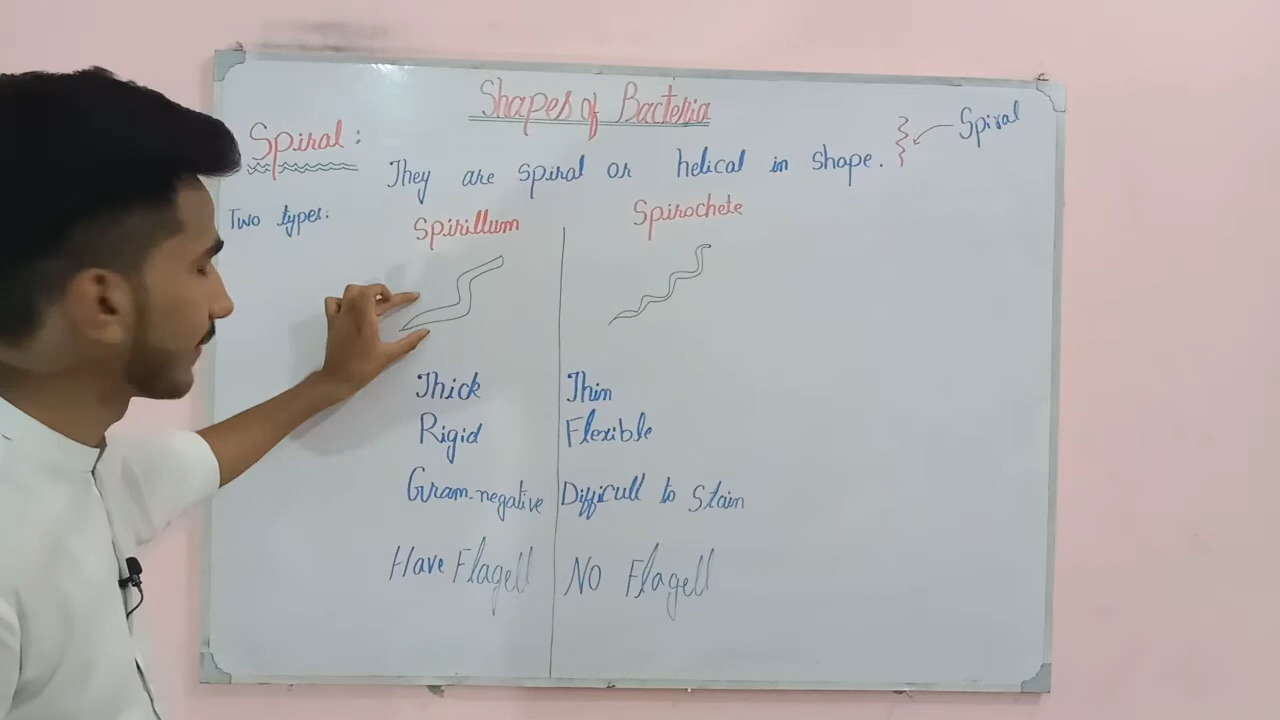 Shapes of Bacteria
Spiral:
They are spiral or helical in shape.
Spiral
Two types:
Spirillum
Spirochete
Thick
Thin
Rigid
Flexible
Gram-negative
Difficult to Stain
Have Flagell
NO Flagell